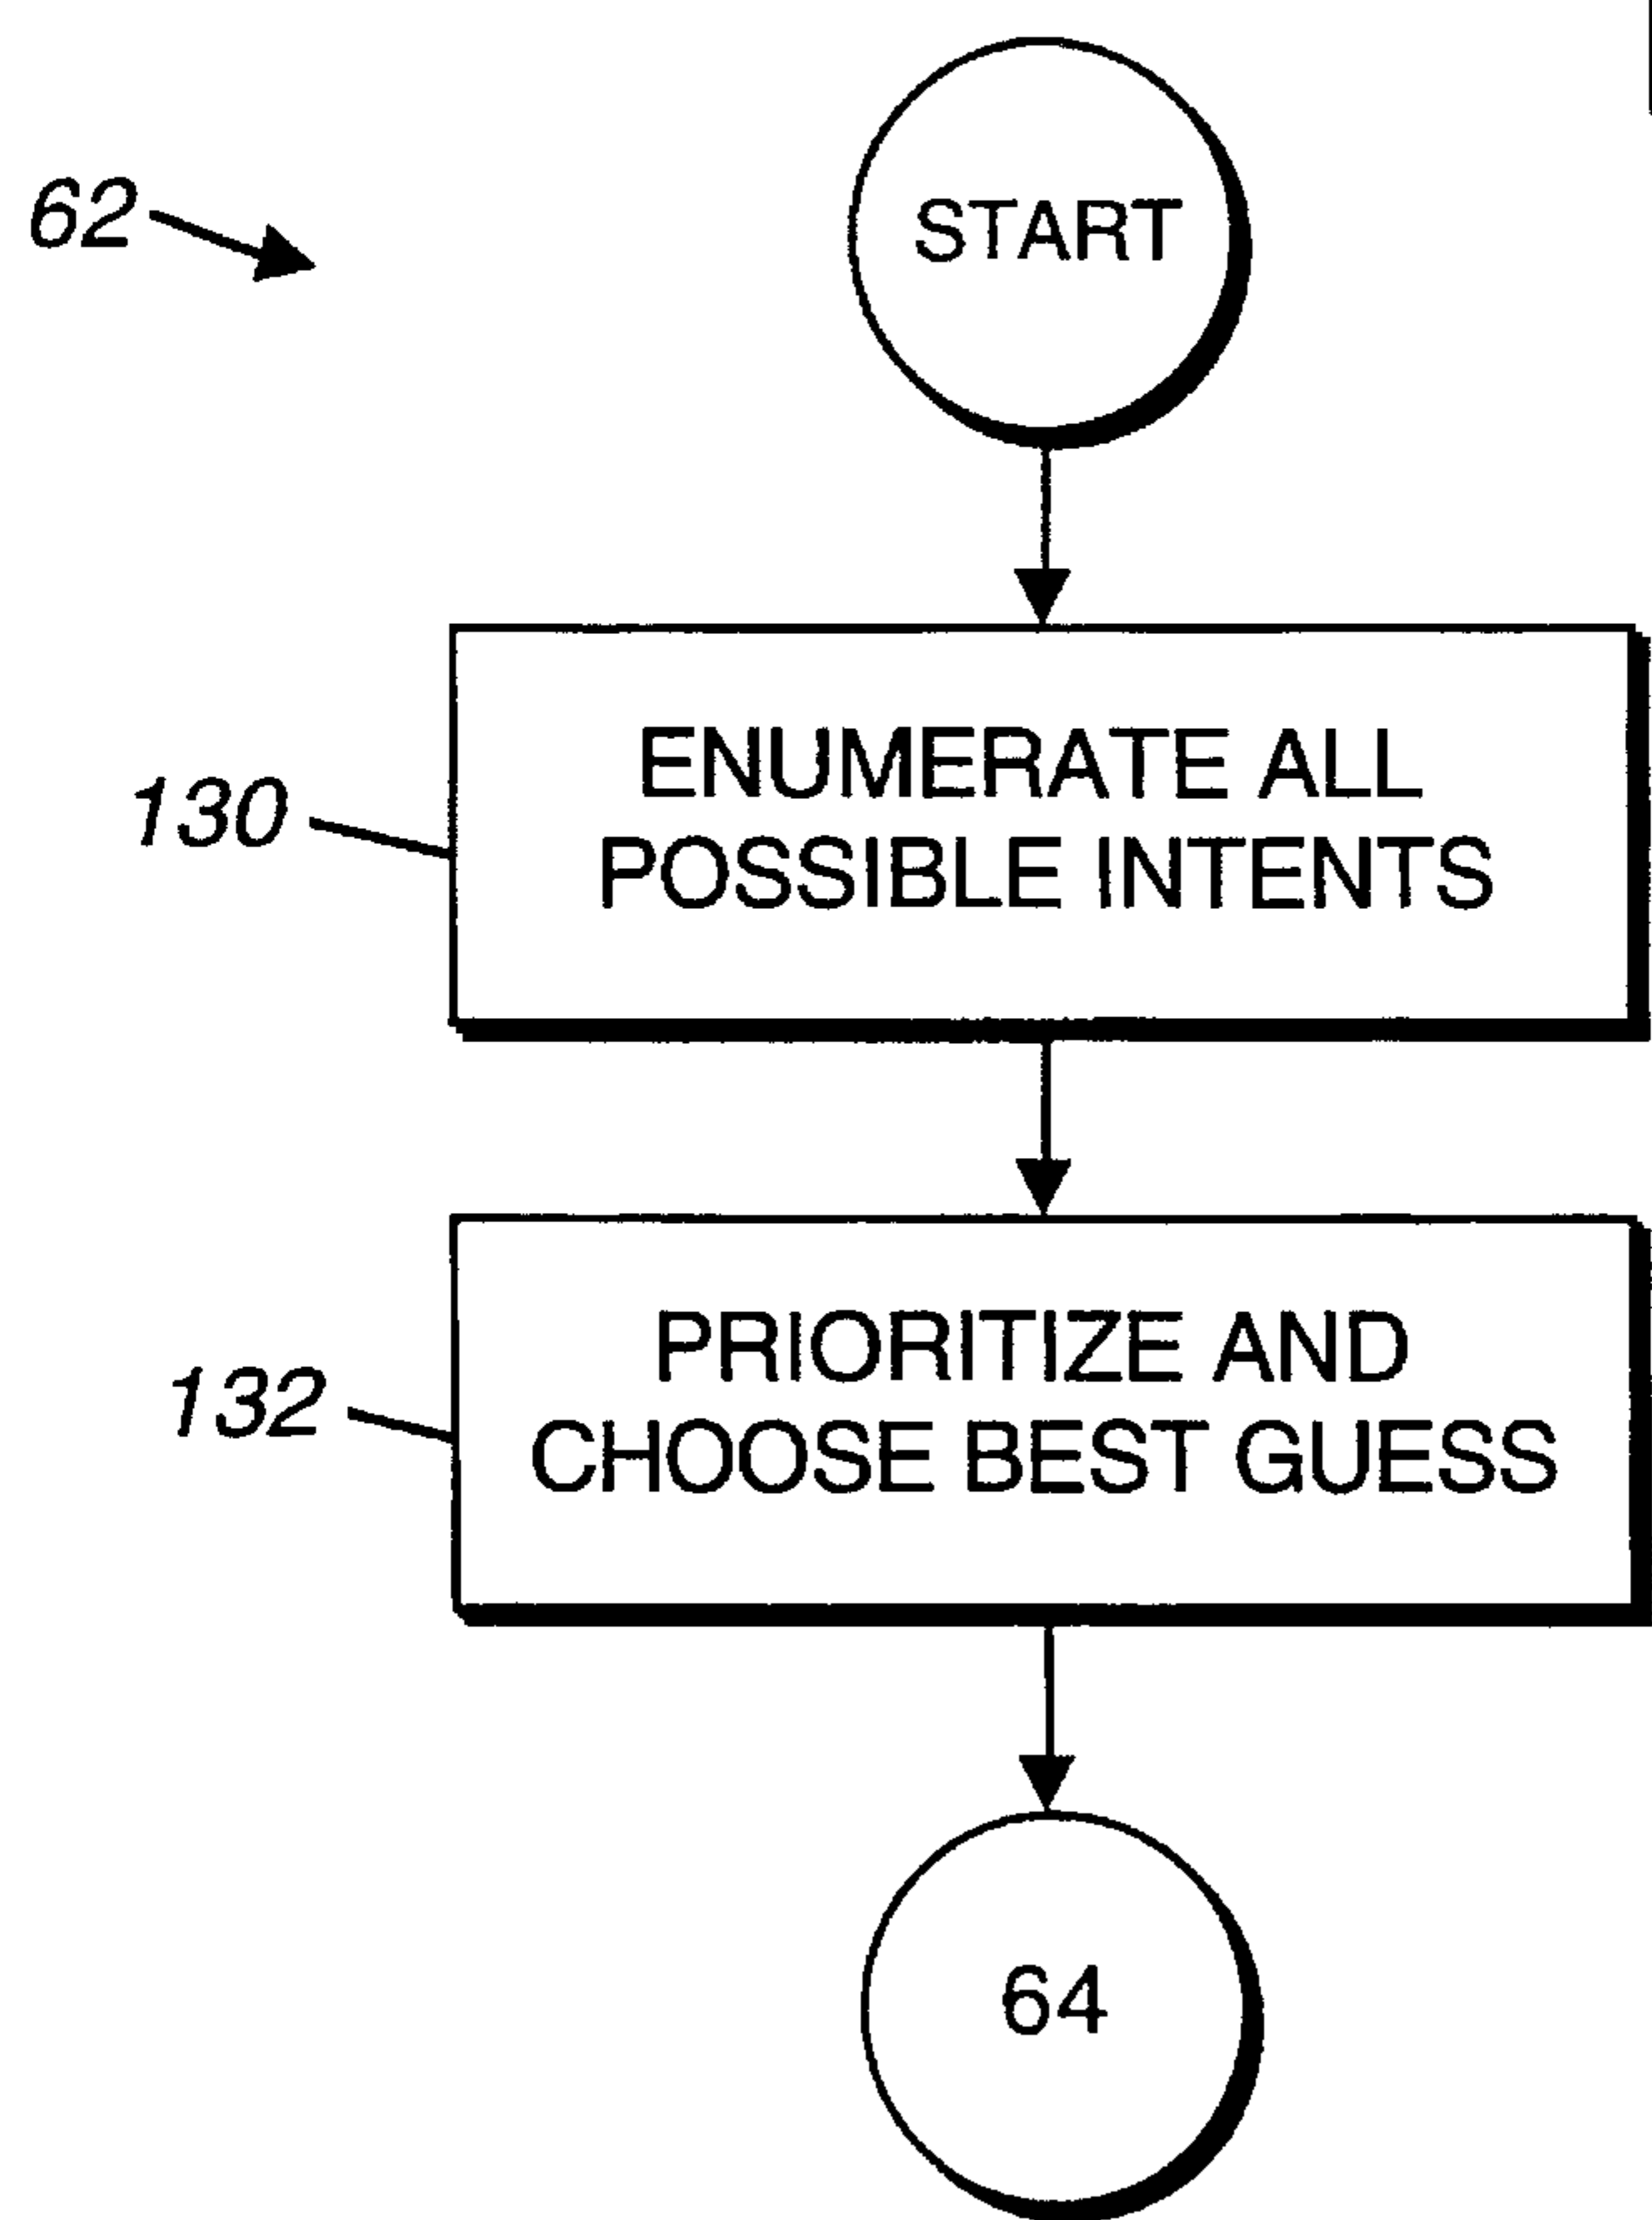 62
START
130
ENUMERATE ALL
POSSIBLE INTENTS
132
PRIORITIZE AND
CHOOSE BEST GUESS
64